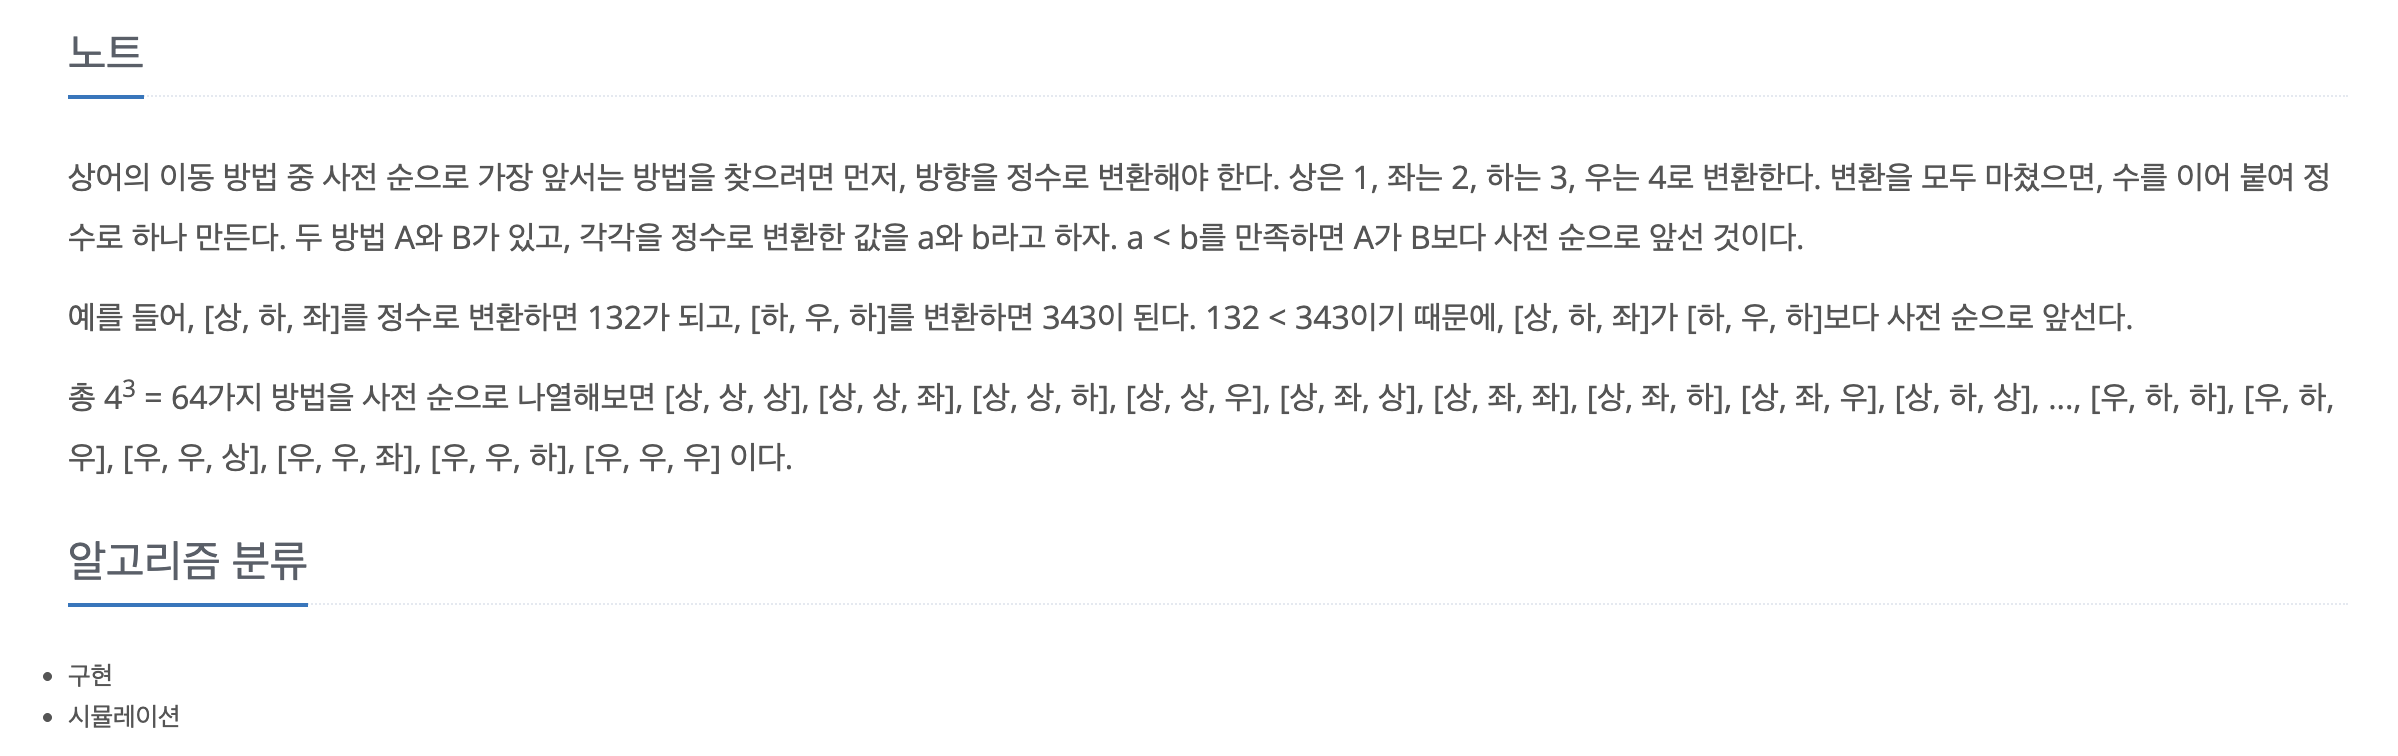 노트
상어의 이동 방법 중 사전 순으로 가장 앞서는 방법을 찾으려면 먼저, 방향을 정수로 변환해야 한다. 상은 1, 좌는 2, 하는 3, 우는 4로 변환한다. 변환을 모두 마쳤으면, 수를 이어 붙여 정
수로 하나 만든다. 두 방법 A와 B가 있고, 각각을 정수로 변환한 값을 a와 b라고 하자. a < b를 만족하면 A가 B보다 사전 순으로 앞선 것이다.
예를 들어, [상, 하, 좌]를 정수로 변환하면 132가 되고, [하, 우, 하]를 변환하면 343이 된다. 132 < 343이기 때문에, [상, 하, 좌]가 [하, 우, 하]보다 사전 순으로 앞선다.
총 4³ = 64가지 방법을 사전 순으로 나열해보면 [상, 상, 상], [상, 상, 좌], [상, 상, 하], [상, 상, 우], [상, 좌, 상], [상, 좌, 좌], [상, 좌, 하], [상, 좌, 우], [상, 하, 상], ..., [우, 하, 하], [우, 하,
우], [우, 우, 상], [우, 우, 좌], [우, 우, 하], [우, 우, 우] 이다.
알고리즘 분류
• 구현
• 시뮬레이션